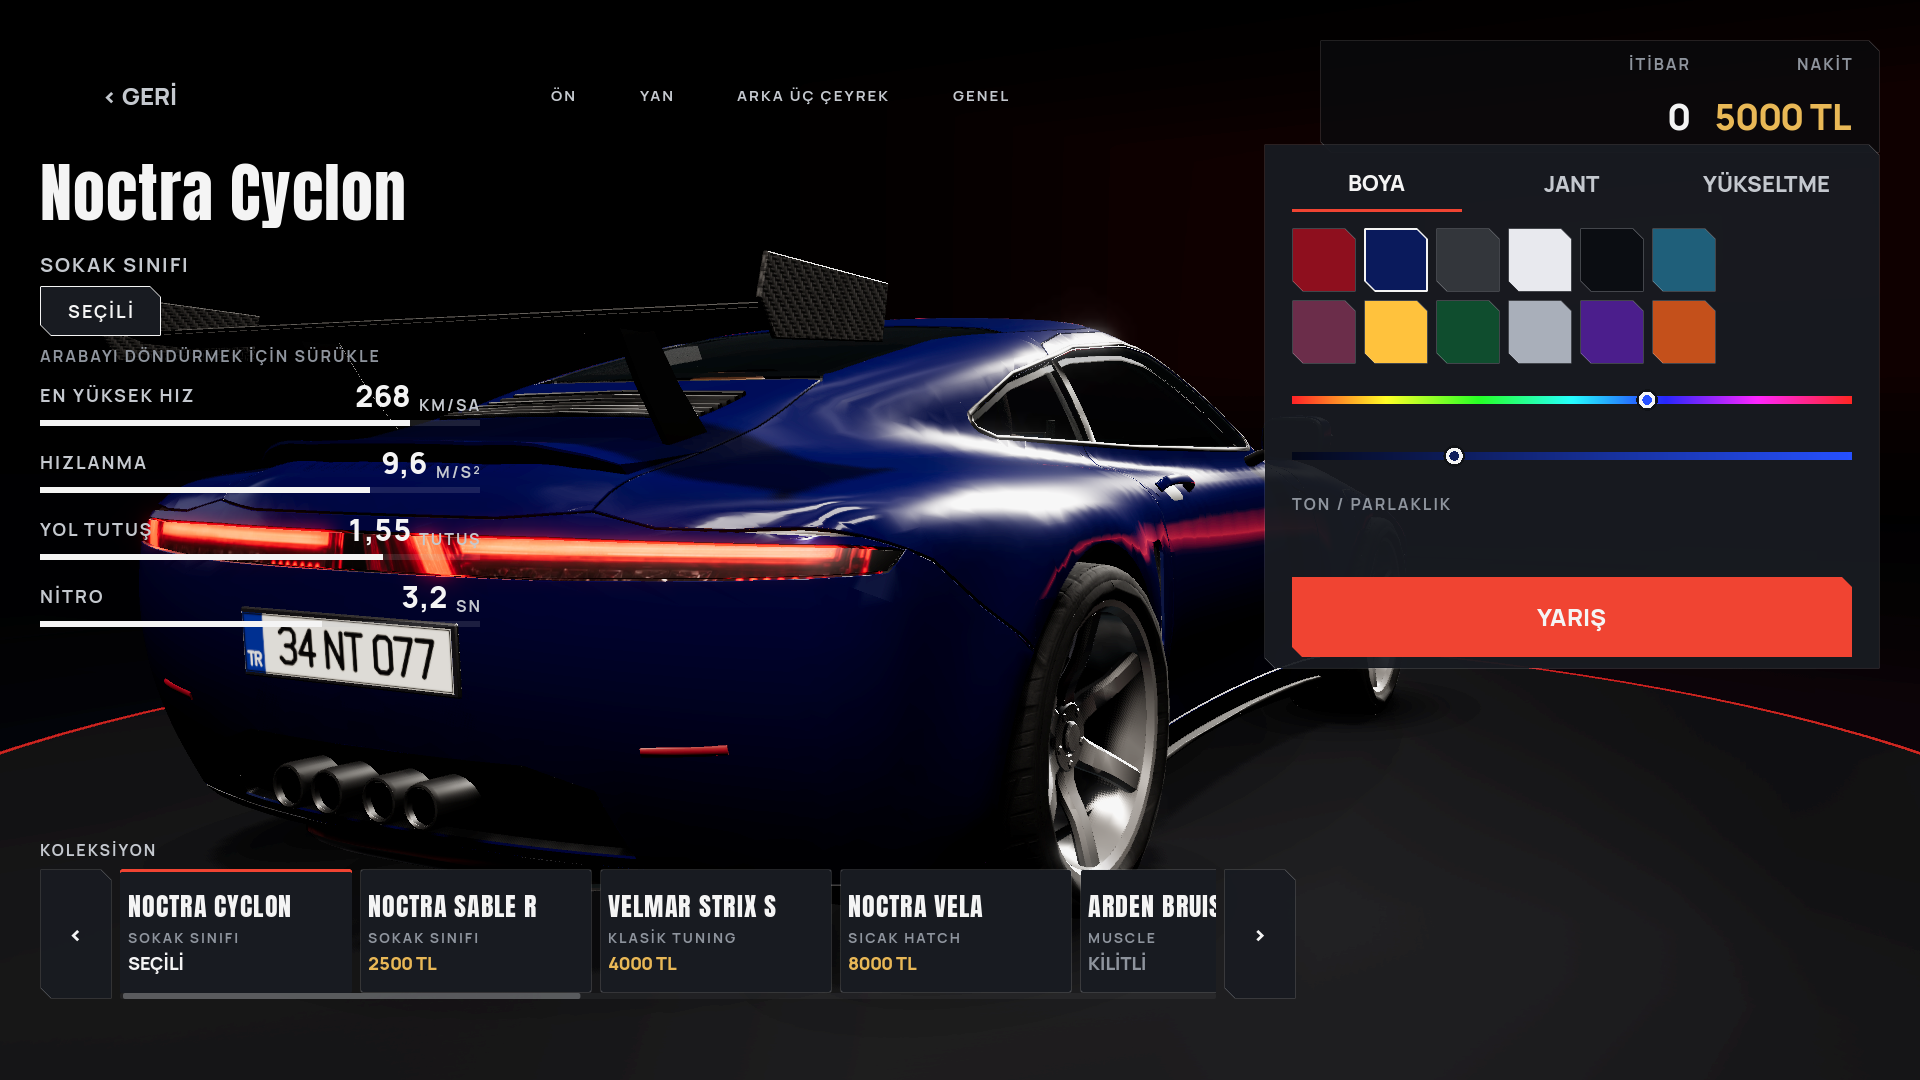 ‹ GERİ
ÖN YAN ARKA ÜÇ ÇEYREK GENEL
İTİBAR NAKİT
0 5000 TL
Noctra Cyclon
SOKAK SINIFI
SEÇİLİ
ARABAYI DÖNDÜRMEK İÇİN SÜRÜKLE
EN YÜKSEK HIZ 268 KM/SA
HIZLANMA 9,6 M/S²
YOL TUTUŞ 1,55 TUTUŞ
NİTRO 3,2 SN
34 NT 077
TR
BOYA JANT YÜKSELTME
TON / PARLAKLIK
YARIŞ
KOLEKSİYON
‹
NOCTRA CYCLON
SOKAK SINIFI
SEÇİLİ
NOCTRA SABLE R
SOKAK SINIFI
2500 TL
VELMAR STRIX S
KLASİK TUNING
4000 TL
NOCTRA VELA
SICAK HATCH
8000 TL
ARDEN BRUIS
MUSCLE
KİLİTLİ
›